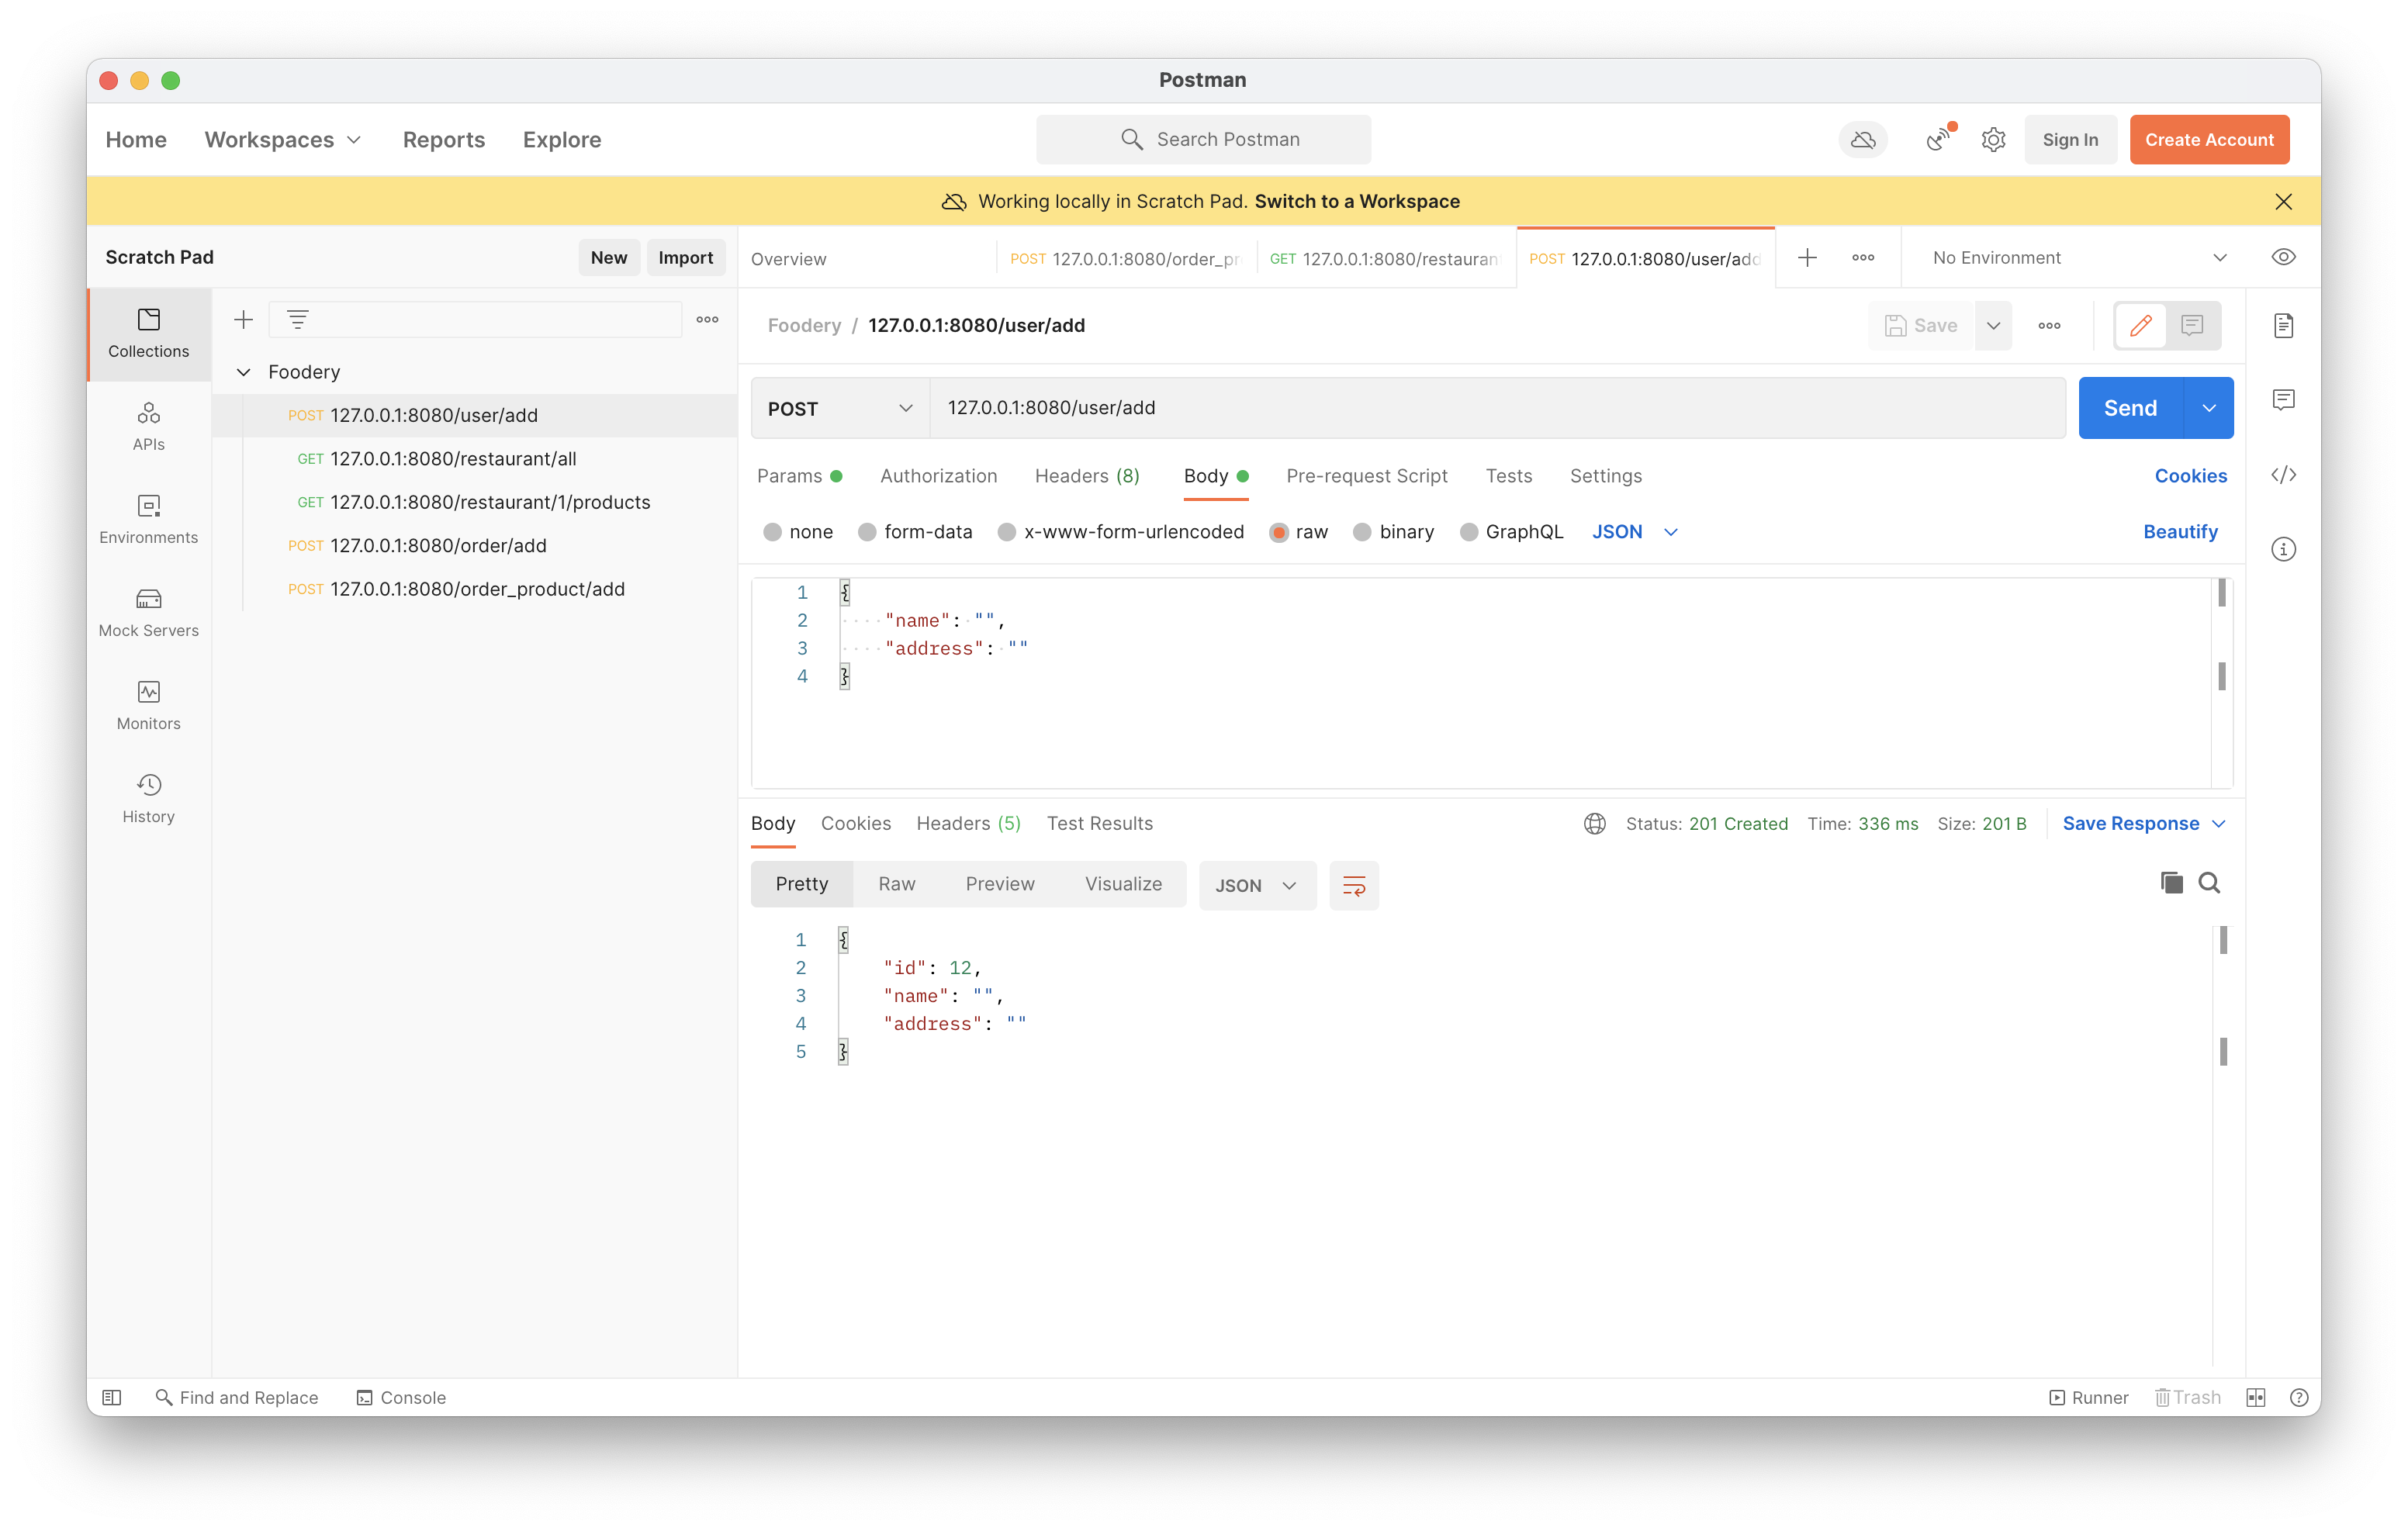 Postman
Home Workspaces Reports Explore Search Postman Sign In Create Account
Working locally in Scratch Pad. Switch to a Workspace
Scratch Pad New Import Overview POST 127.0.0.1:8080/order_pr GET 127.0.0.1:8080/restauran POST 127.0.0.1:8080/user/add No Environment
Collections
APIs
Environments
Mock Servers
Monitors
History
Foodery
POST 127.0.0.1:8080/user/add
GET 127.0.0.1:8080/restaurant/all
GET 127.0.0.1:8080/restaurant/1/products
POST 127.0.0.1:8080/order/add
POST 127.0.0.1:8080/order_product/add
Foodery / 127.0.0.1:8080/user/add Save
POST 127.0.0.1:8080/user/add Send
Params Authorization Headers (8) Body Pre-request Script Tests Settings Cookies
none form-data x-www-form-urlencoded raw binary GraphQL JSON Beautify
1 {
2 "name": "",
3 "address": ""
4 }
Body Cookies Headers (5) Test Results Status: 201 Created Time: 336 ms Size: 201 B Save Response
Pretty Raw Preview Visualize JSON
1 {
2 "id": 12,
3 "name": "",
4 "address": ""
5 }
Find and Replace Console Runner Trash